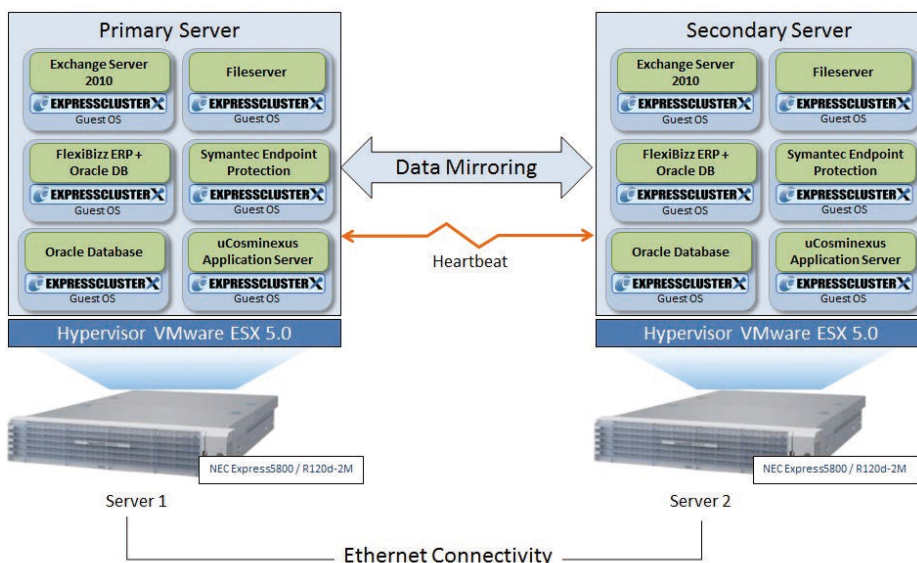 Primary Server
Exchange Server
2010
EXPRESSCLUSTER X
Guest OS
Fileserver
EXPRESSCLUSTER X
Guest OS
FlexiBizz ERP +
Oracle DB
EXPRESSCLUSTER X
Guest OS
Symantec Endpoint
Protection
EXPRESSCLUSTER X
Guest OS
Oracle Database
EXPRESSCLUSTER X
Guest OS
uCosminexus
Application Server
EXPRESSCLUSTER X
Guest OS
Hypervisor VMware ESX 5.0
Data Mirroring
Heartbeat
Secondary Server
Exchange Server
2010
EXPRESSCLUSTER X
Guest OS
Fileserver
EXPRESSCLUSTER X
Guest OS
FlexiBizz ERP +
Oracle DB
EXPRESSCLUSTER X
Guest OS
Symantec Endpoint
Protection
EXPRESSCLUSTER X
Guest OS
Oracle Database
EXPRESSCLUSTER X
Guest OS
uCosminexus
Application Server
EXPRESSCLUSTER X
Guest OS
Hypervisor VMware ESX 5.0
NEC Express5800 / R120d-2M
Server 1
NEC Express5800 / R120d-2M
Server 2
Ethernet Connectivity